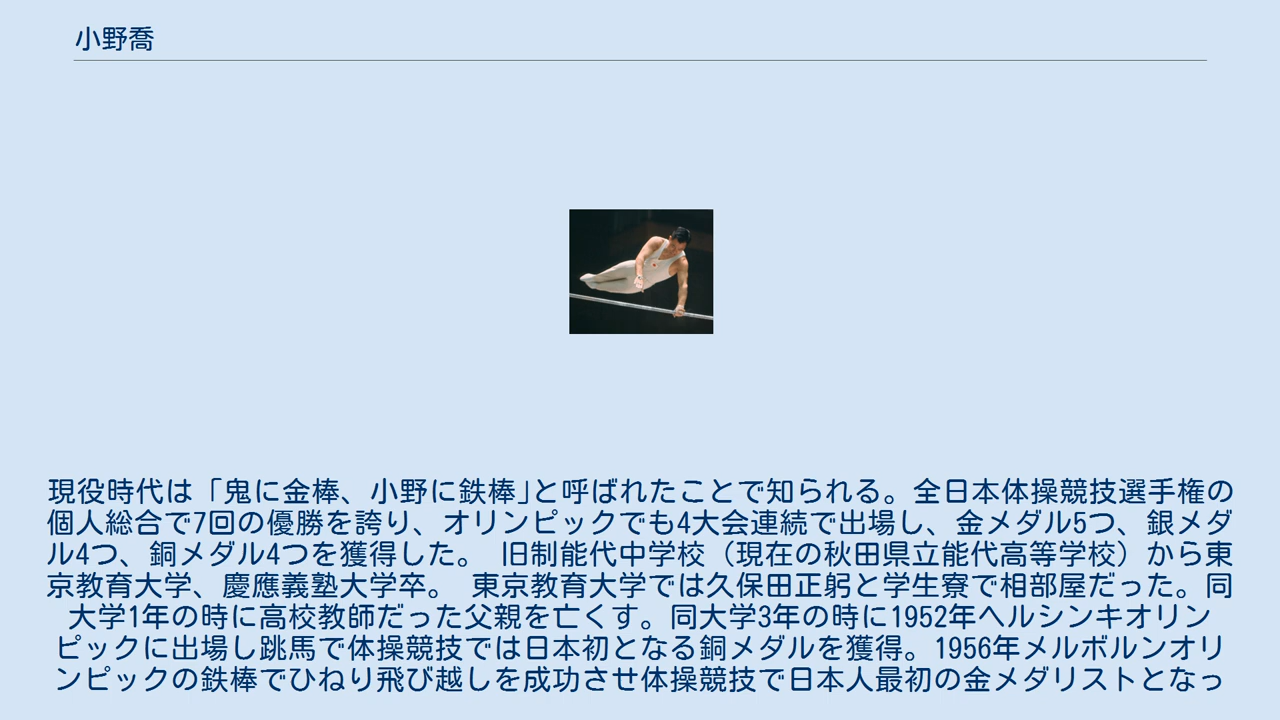 小野喬
現役時代は「鬼に金棒、小野に鉄棒」と呼ばれたことで知られる。全日本体操競技選手権の
個人総合で7回の優勝を誇り、オリンピックでも4大会連続で出場し、金メダル5つ、銀メダ
ル4つ、銅メダル4つを獲得した。 旧制能代中学校（現在の秋田県立能代高等学校）から東
京教育大学、慶應義塾大学卒。 東京教育大学では久保田正躬と学生寮で相部屋だった。同
大学1年の時に高校教師だった父親を亡くす。同大学3年の時に1952年ヘルシンキオリン
ピックに出場し跳馬で体操競技では日本初となる銅メダルを獲得。1956年メルボルンオリ
ンピックの鉄棒でひねり飛び越しを成功させ体操競技で日本人最初の金メダリストとなっ